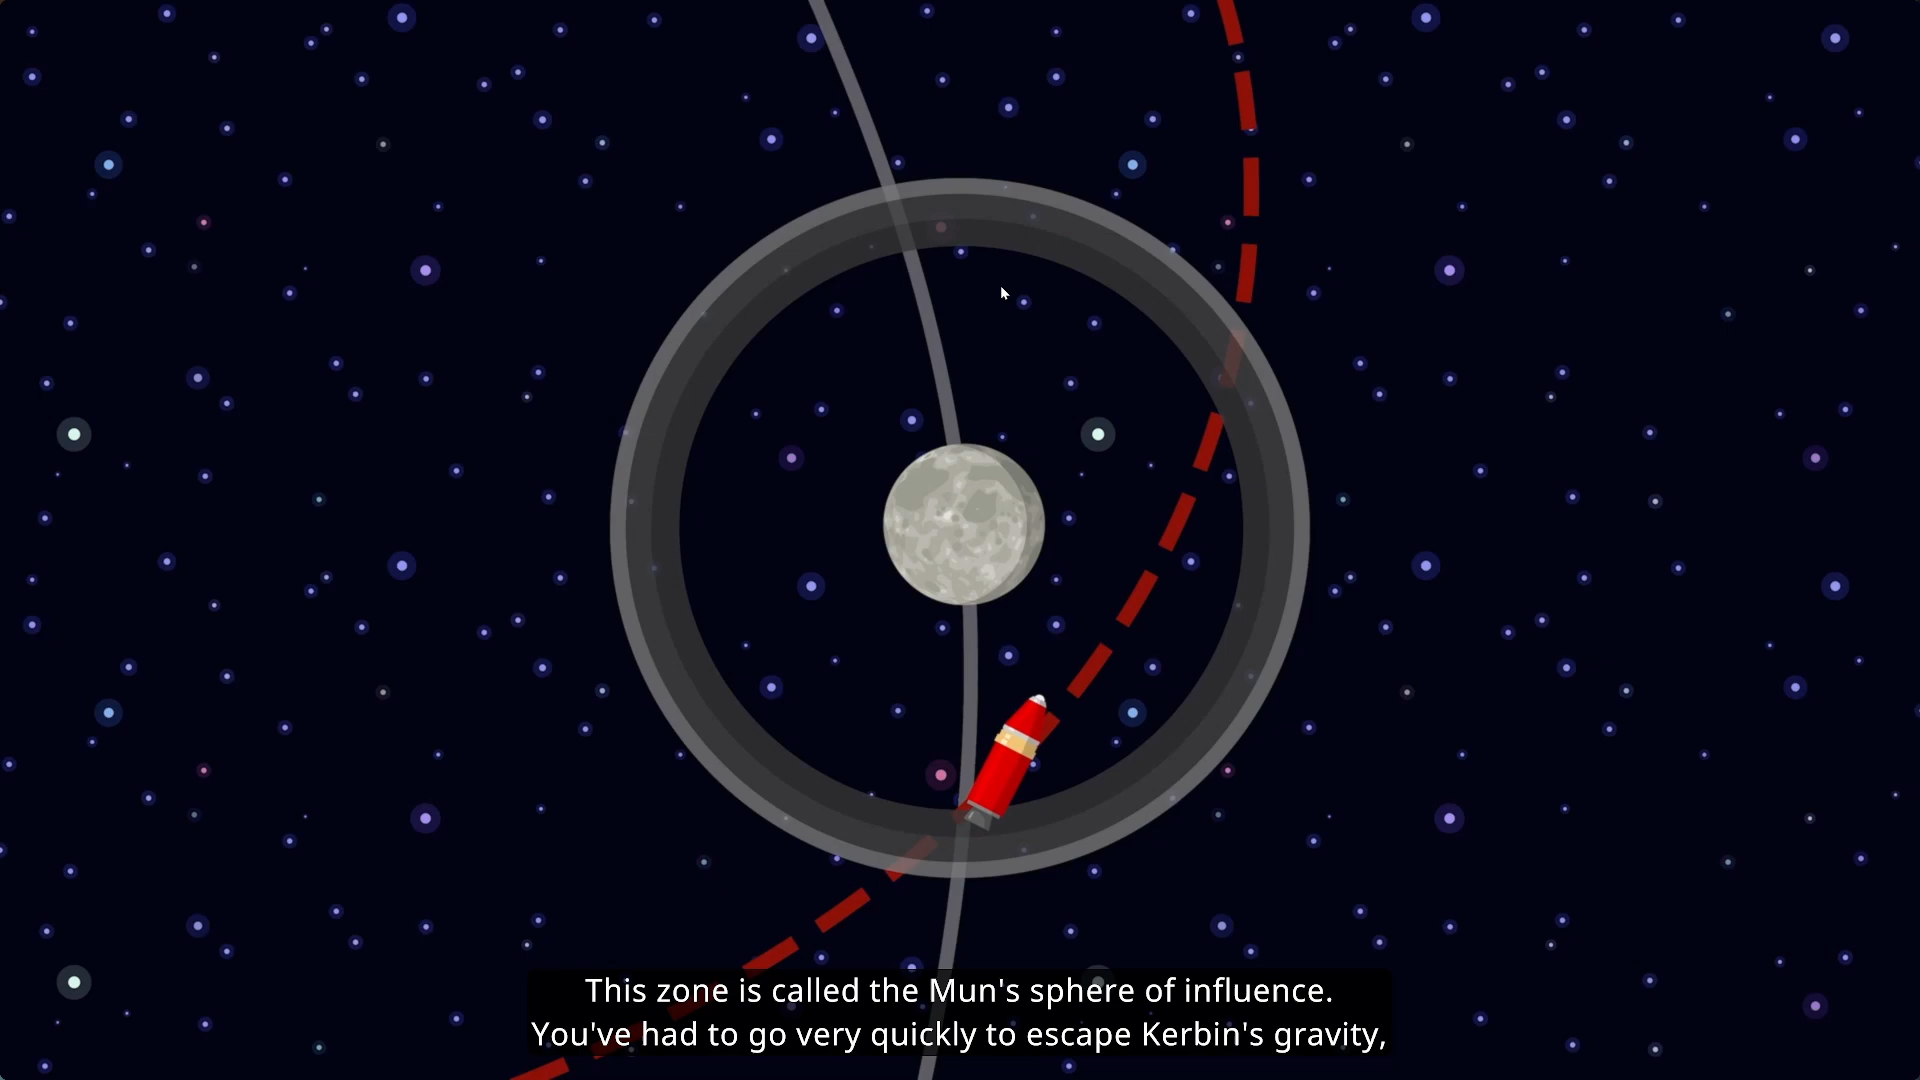 This zone is called the Mun's sphere of influence.
You've had to go very quickly to escape Kerbin's gravity,